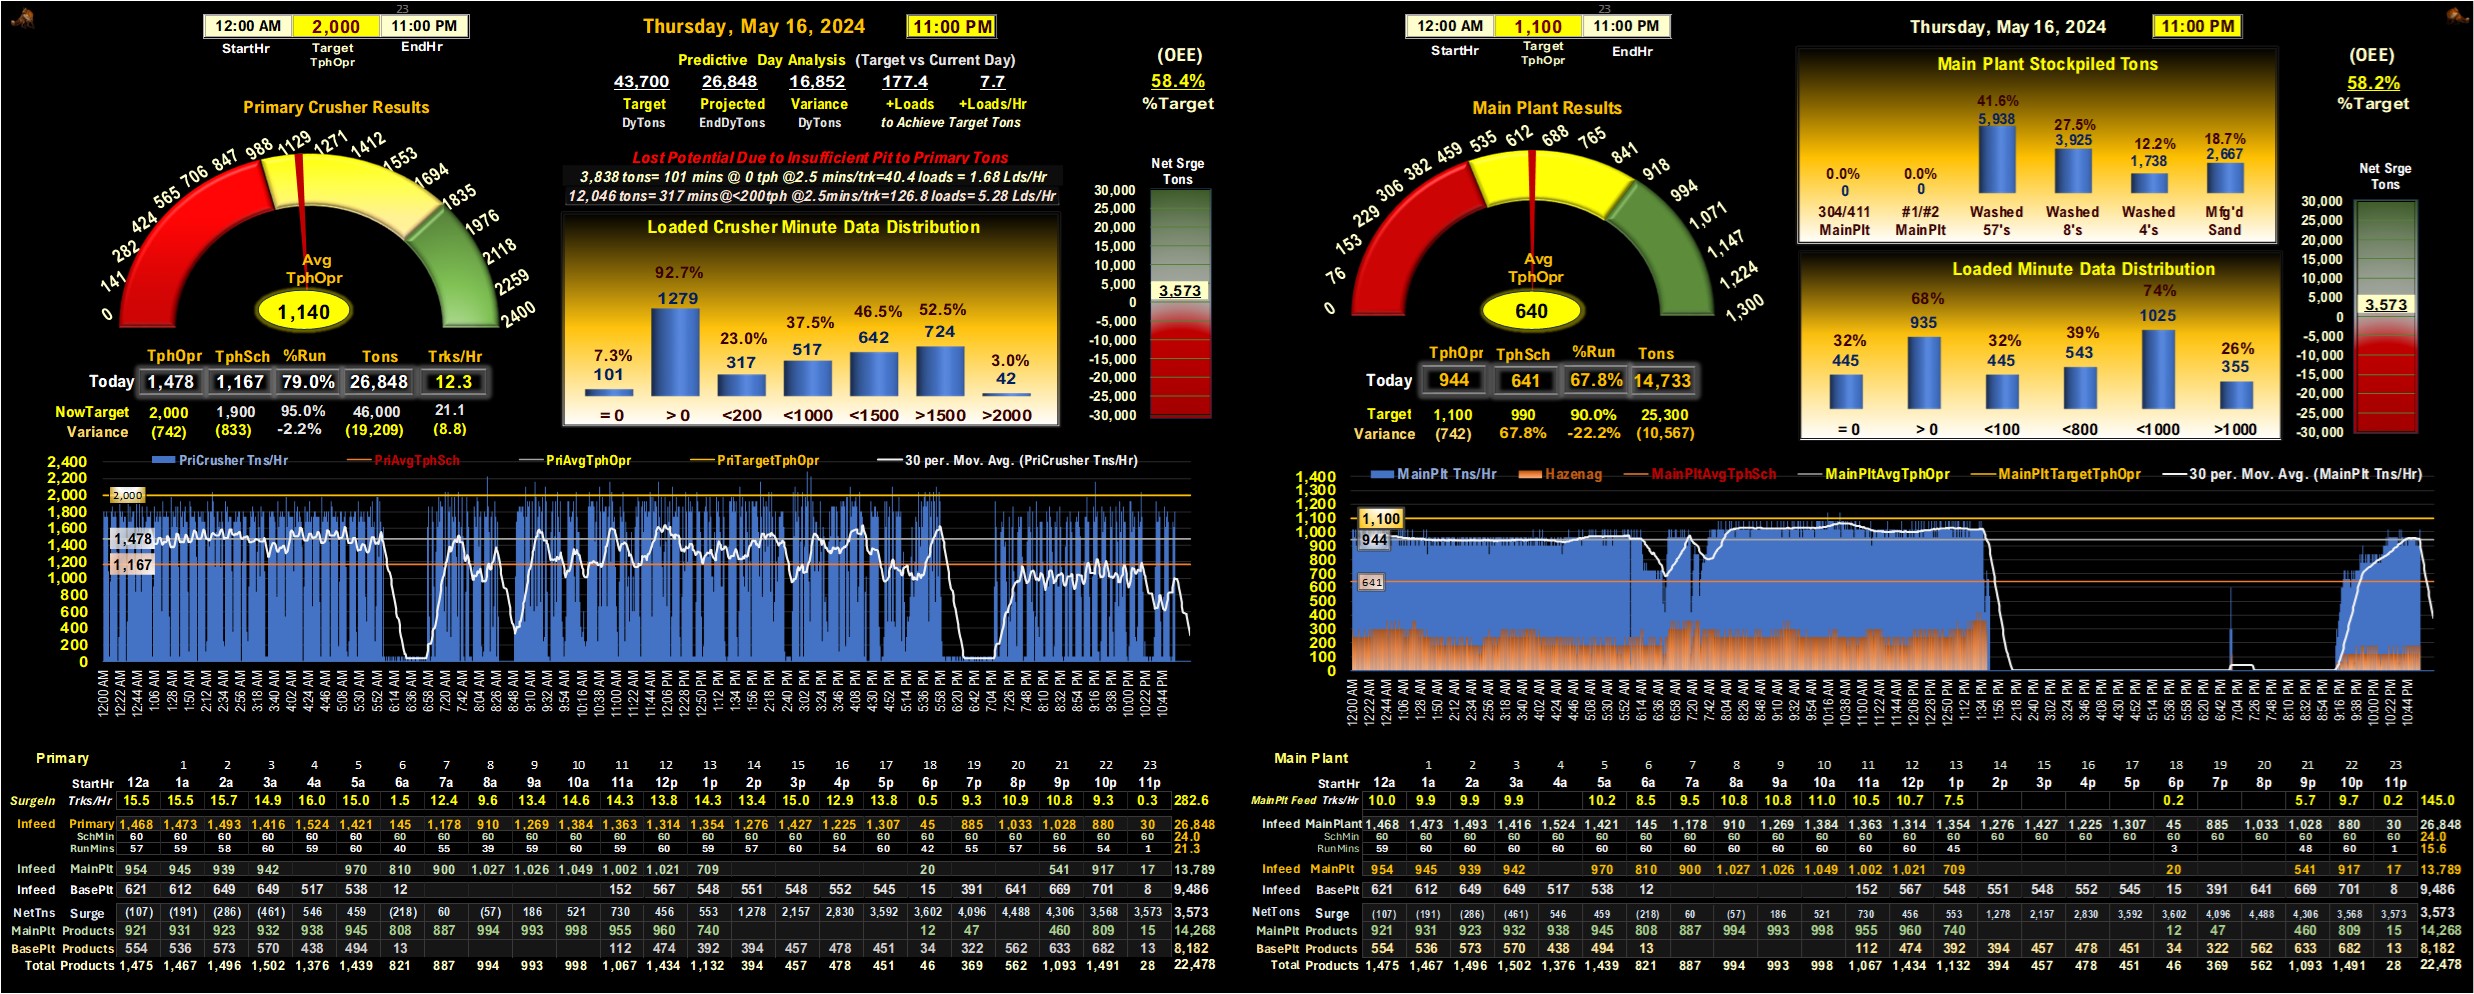 23
12:00 AM 2,000 11:00 PM
StartHr Target TphOpr EndHr
Thursday, May 16, 2024 11:00 PM
Predictive Day Analysis (Target vs Current Day)
43,700 26,848 16,852 177.4 7.7
Target Projected Variance +Loads +Loads/Hr
DyTons EndDyTons DyTons to Achieve Target Tons
(OEE)
58.4%
%Target
Primary Crusher Results
0 141 282 424 565 706 847 988 1129 1271 1412 1553 1694 1835 1976 2118 2259 2400
Avg
TphOpr
1,140
Lost Potential Due to Insufficient Pit to Primary Tons
3,838 tons= 101 mins @ 0 tph @2.5 mins/trk=40.4 loads = 1.68 Lds/Hr
12,046 tons= 317 mins@<200tph @2.5mins/trk=126.8 loads= 5.28 Lds/Hr
Loaded Crusher Minute Data Distribution
7.3% 92.7% 23.0% 37.5% 46.5% 52.5% 3.0%
101 1279 317 517 642 724 42
= 0 > 0 <200 <1000 <1500 >1500 >2000
Net Srge
Tons
30,000
25,000
20,000
15,000
10,000
5,000
3,573
0
-5,000
-10,000
-15,000
-20,000
-25,000
-30,000
TphOpr TphSch %Run Tons Trks/Hr
Today 1,478 1,167 79.0% 26,848 12.3
NowTarget 2,000 1,900 95.0% 46,000 21.1
Variance (742) (833) -2.2% (19,209) (8.8)
PriCrusher Tns/Hr PriAvgTphSch PriAvgTphOpr PriTargetTphOpr 30 per. Mov. Avg. (PriCrusher Tns/Hr)
2,400
2,200
2,000
1,800
1,600
1,400
1,200
1,000
800
600
400
200
0
2,000
1,478
1,167
12:00 AM 12:22 AM 12:44 AM 1:06 AM 1:28 AM 1:50 AM 2:12 AM 2:34 AM 2:56 AM 3:18 AM 3:40 AM 4:02 AM 4:24 AM 4:46 AM 5:08 AM 5:30 AM 5:52 AM 6:14 AM 6:36 AM 6:58 AM 7:20 AM 7:42 AM 8:04 AM 8:26 AM 8:48 AM 9:10 AM 9:32 AM 9:54 AM 10:16 AM 10:38 AM 11:00 AM 11:22 AM 11:44 AM 12:06 PM 12:28 PM 12:50 PM 1:12 PM 1:34 PM 1:56 PM 2:18 PM 2:40 PM 3:02 PM 3:24 PM 3:46 PM 4:08 PM 4:30 PM 4:52 PM 5:14 PM 5:36 PM 5:58 PM 6:20 PM 6:42 PM 7:04 PM 7:26 PM 7:48 PM 8:10 PM 8:32 PM 8:54 PM 9:16 PM 9:38 PM 10:00 PM 10:22 PM 10:44 PM
Primary
1 2 3 4 5 6 7 8 9 10 11 12 13 14 15 16 17 18 19 20 21 22 23
StartHr 12a 1a 2a 3a 4a 5a 6a 7a 8a 9a 10a 11a 12p 1p 2p 3p 4p 5p 6p 7p 8p 9p 10p 11p
SurgeIn Trks/Hr 15.5 15.5 15.7 14.9 16.0 15.0 1.5 12.4 9.6 13.4 14.6 14.3 13.8 14.3 13.4 15.0 12.9 13.8 0.5 9.3 10.9 10.8 9.3 0.3 282.6
Infeed Primary 1,468 1,473 1,493 1,416 1,524 1,421 145 1,178 910 1,269 1,384 1,363 1,314 1,354 1,276 1,427 1,225 1,307 45 885 1,033 1,028 880 30 26,848
SchMin 60 60 60 60 60 60 60 60 60 60 60 60 60 60 60 60 60 60 60 60 60 60 60 60 24.0
RunMins 57 59 58 60 59 60 40 55 39 59 60 59 60 59 57 60 54 60 42 55 57 56 54 1 21.3
Infeed MainPlt 954 945 939 942 970 810 900 1,027 1,026 1,049 1,002 1,021 709 20 541 917 17 13,789
Infeed BasePlt 621 612 649 649 517 538 12 152 567 548 551 548 552 545 15 391 641 669 701 8 9,486
NetTns Surge (107) (191) (286) (461) 546 459 (218) 60 (57) 186 521 730 456 553 1,278 2,157 2,830 3,592 3,602 4,096 4,488 4,306 3,568 3,573 3,573
MainPlt Products 921 931 923 932 938 945 808 887 994 993 998 955 960 740 12 47 460 809 15 14,268
BasePlt Products 554 536 573 570 438 494 13 112 474 392 394 457 478 451 34 322 562 633 682 13 8,182
Total Products 1,475 1,467 1,496 1,502 1,376 1,439 821 887 994 993 998 1,067 1,434 1,132 394 457 478 451 46 369 562 1,093 1,491 28 22,478
23
12:00 AM 1,100 11:00 PM
StartHr Target TphOpr EndHr
Thursday, May 16, 2024 11:00 PM
Main Plant Stockpiled Tons
0.0% 0.0% 41.6% 27.5% 12.2% 18.7%
0 0 5,938 3,925 1,738 2,667
304/411 #1/#2 Washed Washed Washed Mfg'd
MainPlt MainPlt 57's 8's 4's Sand
(OEE)
58.2%
%Target
Main Plant Results
0 76 153 229 306 382 459 535 612 688 765 841 918 994 1,071 1,147 1,224 1,300
Avg
TphOpr
640
Loaded Minute Data Distribution
32% 68% 32% 39% 74% 26%
445 935 445 543 1025 355
= 0 > 0 <100 <800 <1000 >1000
Net Srge
Tons
30,000
25,000
20,000
15,000
10,000
5,000
3,573
0
-5,000
-10,000
-15,000
-20,000
-25,000
-30,000
TphOpr TphSch %Run Tons
Today 944 641 67.8% 14,733
Target 1,100 990 90.0% 25,300
Variance (742) 67.8% -22.2% (10,567)
MainPlt Tns/Hr Hazenag MainPltAvgTphSch MainPltAvgTphOpr MainPltTargetTphOpr 30 per. Mov. Avg. (MainPlt Tns/Hr)
1,400
1,300
1,200
1,100
1,000
900
800
700
600
500
400
300
200
100
0
1,100
944
641
12:00 AM 12:22 AM 12:44 AM 1:06 AM 1:28 AM 1:50 AM 2:12 AM 2:34 AM 2:56 AM 3:18 AM 3:40 AM 4:02 AM 4:24 AM 4:46 AM 5:08 AM 5:30 AM 5:52 AM 6:14 AM 6:36 AM 6:58 AM 7:20 AM 7:42 AM 8:04 AM 8:26 AM 8:48 AM 9:10 AM 9:32 AM 9:54 AM 10:16 AM 10:38 AM 11:00 AM 11:22 AM 11:44 AM 12:06 PM 12:28 PM 12:50 PM 1:12 PM 1:34 PM 1:56 PM 2:18 PM 2:40 PM 3:02 PM 3:24 PM 3:46 PM 4:08 PM 4:30 PM 4:52 PM 5:14 PM 5:36 PM 5:58 PM 6:20 PM 6:42 PM 7:04 PM 7:26 PM 7:48 PM 8:10 PM 8:32 PM 8:54 PM 9:16 PM 9:38 PM 10:00 PM 10:22 PM 10:44 PM
Main Plant
1 2 3 4 5 6 7 8 9 10 11 12 13 14 15 16 17 18 19 20 21 22 23
StartHr 12a 1a 2a 3a 5a 6a 7a 8a 9a 10a 11a 12p 1p 2p 3p 4p 5p 6p 7p 8p 9p 10p 11p
MainPlt Feed Trks/Hr 10.0 9.9 9.9 9.9 10.2 8.5 9.5 10.8 10.8 11.0 10.5 10.7 7.5 0.2 5.7 9.7 0.2 145.0
Infeed MainPlant 1,468 1,473 1,493 1,416 1,524 1,421 145 1,178 910 1,269 1,384 1,363 1,314 1,354 1,276 1,427 1,225 1,307 45 885 1,033 1,028 880 30 26,848
SchMin 60 60 60 60 60 60 60 60 60 60 60 60 60 60 60 60 60 60 60 60 60 60 60 60 24.0
RunMins 59 60 60 60 60 60 60 60 60 60 60 60 45 3 48 60 1 15.6
Infeed MainPlt 954 945 939 942 970 810 900 1,027 1,026 1,049 1,002 1,021 709 20 541 917 17 13,789
Infeed BasePlt 621 612 649 649 517 538 12 152 567 548 551 548 552 545 15 391 641 669 701 8 9,486
NetTons Surge (107) (191) (286) (461) 546 459 (218) 60 (57) 186 521 730 456 553 1,278 2,157 2,830 3,592 3,602 4,096 4,488 4,306 3,568 3,573 3,573
MainPlt Products 921 931 923 932 938 945 808 887 994 993 998 955 960 740 12 47 460 809 15 14,268
BasePlt Products 554 536 573 570 438 494 13 112 474 392 394 457 478 451 34 322 562 633 682 13 8,182
Total Products 1,475 1,467 1,496 1,502 1,376 1,439 821 887 994 993 998 1,067 1,434 1,132 394 457 478 451 46 369 562 1,093 1,491 28 22,478